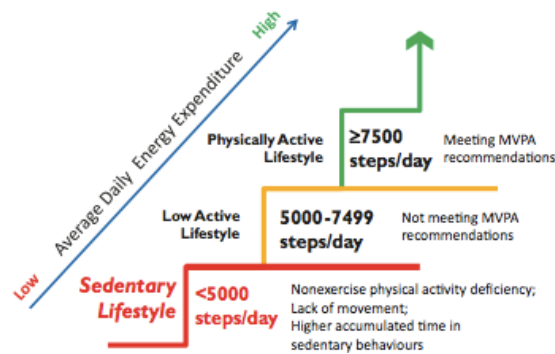 High
Average Daily Energy Expenditure
Low
Physically Active
Lifestyle
≥7500
steps/day
Meeting MVPA
recommendations
Low Active
Lifestyle
5000-7499
steps/day
Not meeting MVPA
recommendations
Sedentary
Lifestyle
<5000
steps/day
Nonexercise physical activity deficiency;
Lack of movement;
Higher accumulated time in
sedentary behaviours